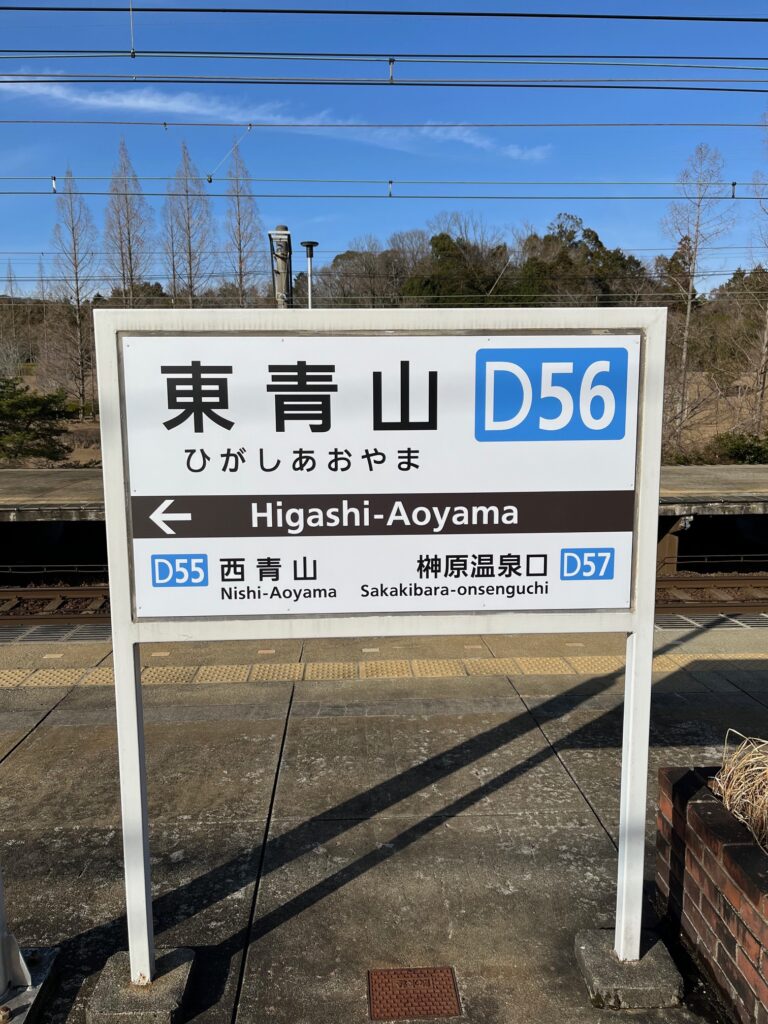 東青山 D56
ひがしあおやま
← Higashi-Aoyama
D55 西青山 榊原温泉口 D57
Nishi-Aoyama Sakakibara-onsenguchi